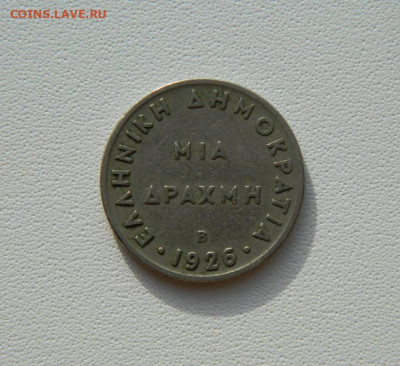 COINS.LAVE.RU
ΕΛΛΗΝΙΚΗ ΔΗΜΟΚΡΑΤΙΑ
ΜΙΑ
ΔΡΑΧΜΗ
B
· 1926 ·